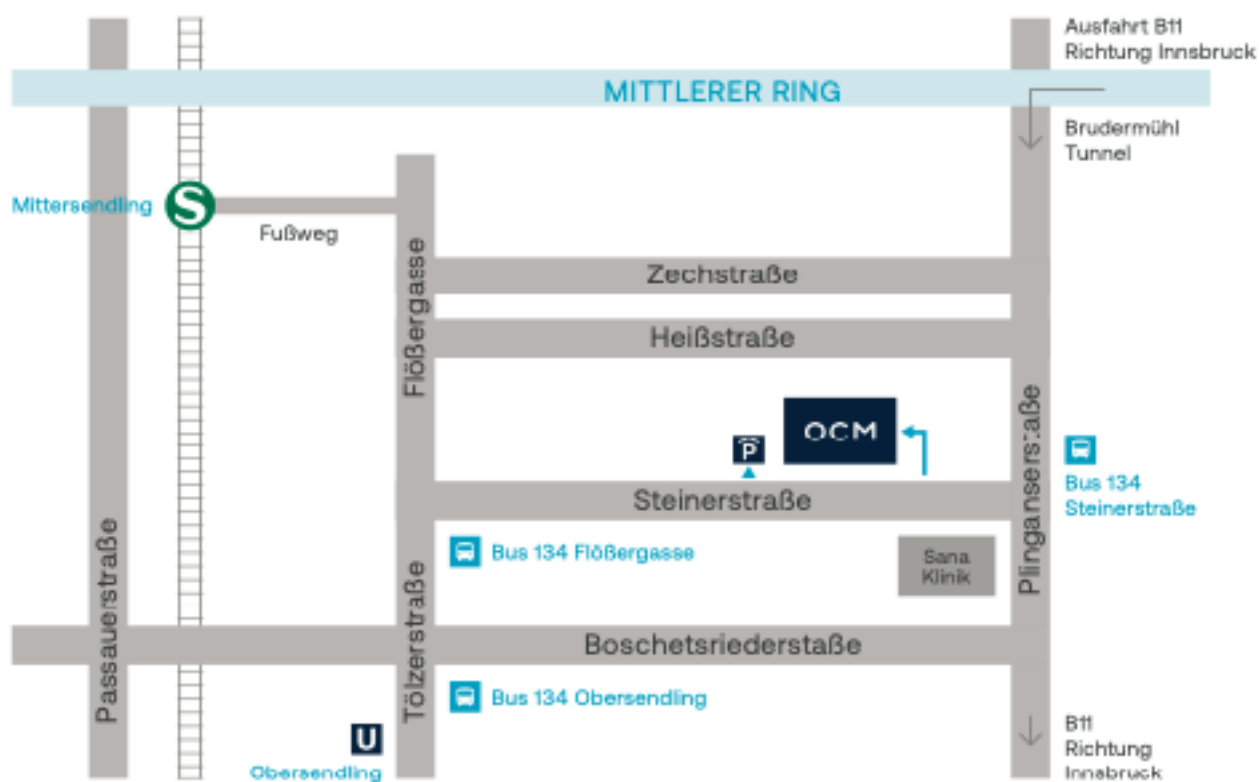 Ausfahrt B11
Richtung Innsbruck
MITTLERER RING
Brudermühl
Tunnel
Mittersendling
S
Fußweg
Flößergasse
Zechstraße
Heißstraße
OCM
P
Plinganserstraße
Bus 134
Steinerstraße
Steinerstraße
Bus 134 Flößergasse
Sana
Klinik
Passauerstraße
Tölzerstraße
Boschetsriederstaße
Bus 134 Obersendling
U
Obersendling
B11
Richtung
Innsbruck